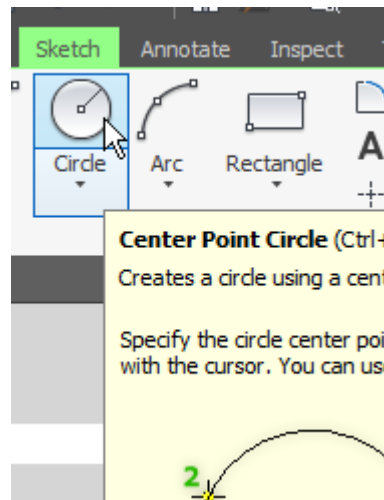 Sketch Annotate Inspect
Circle Arc Rectangle
A
Center Point Circle (Ctrl+
Creates a circle using a cent
Specify the circle center poi
with the cursor. You can use
2